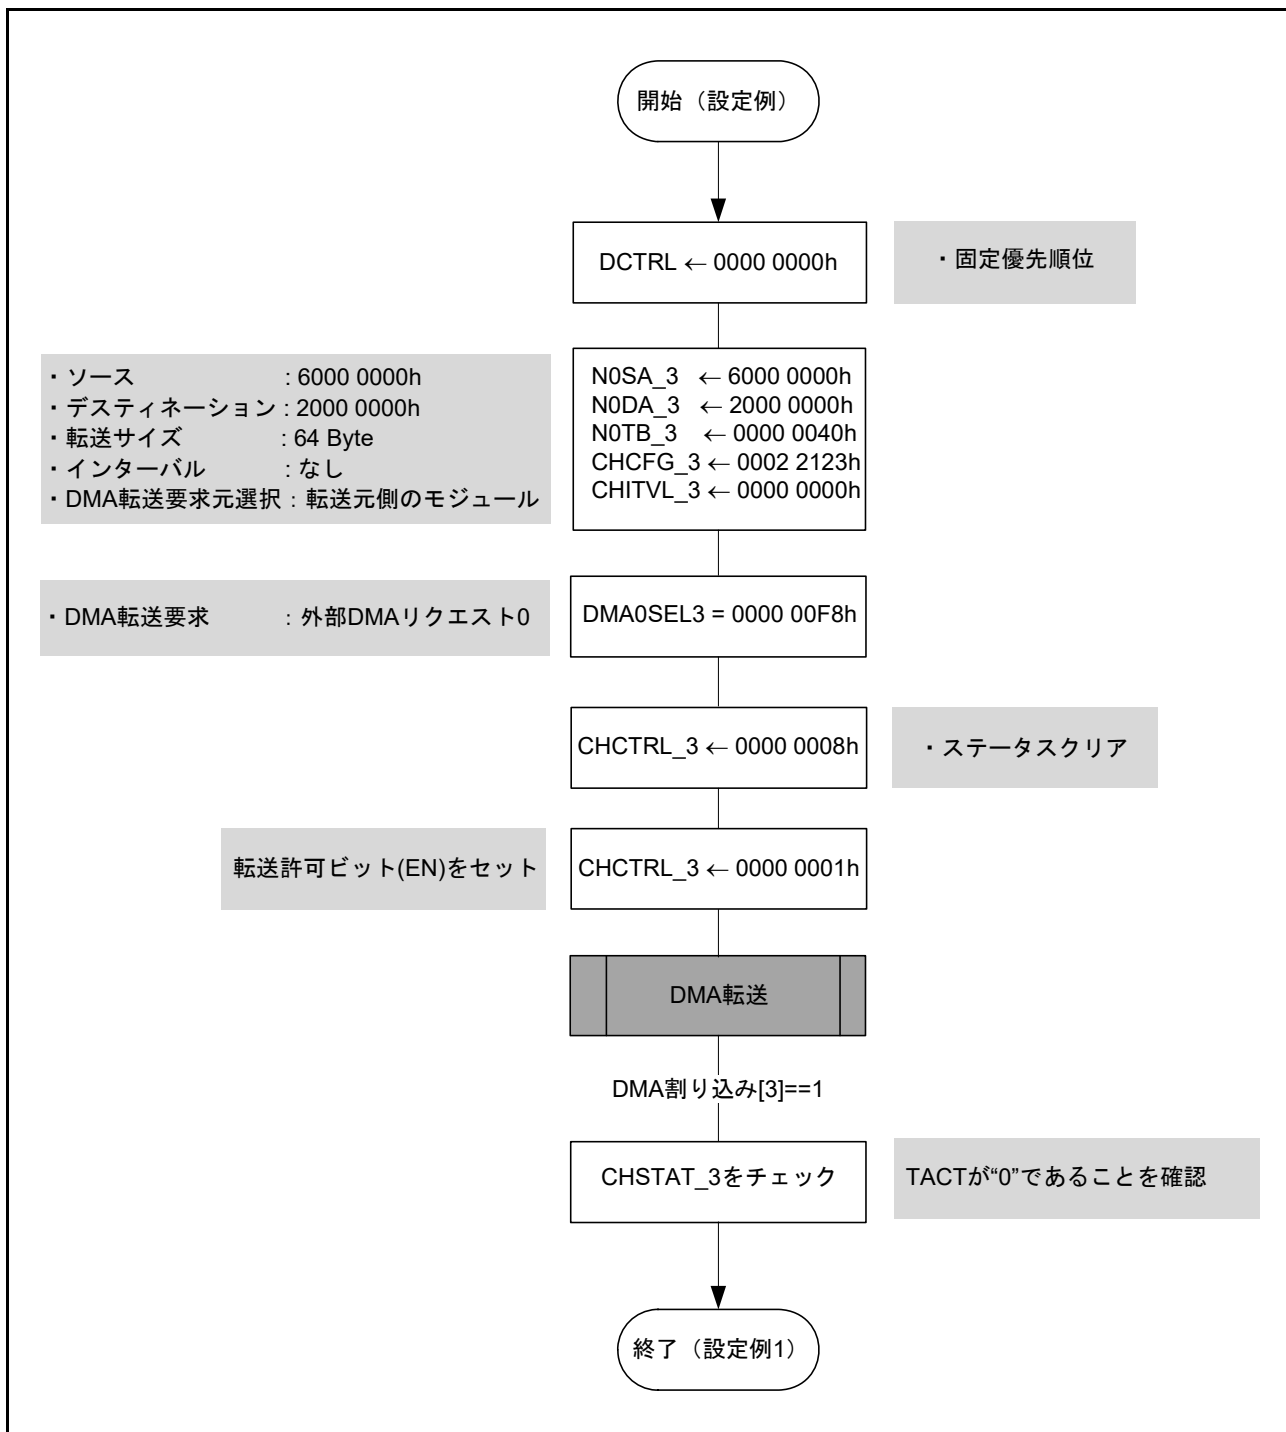 開始（設定例）
DCTRL ← 0000 0000h
・固定優先順位
・ソース : 6000 0000h
・デスティネーション : 2000 0000h
・転送サイズ : 64 Byte
・インターバル : なし
・DMA転送要求元選択 : 転送元側のモジュール
N0SA_3 ← 6000 0000h
N0DA_3 ← 2000 0000h
N0TB_3 ← 0000 0040h
CHCFG_3 ← 0002 2123h
CHITVL_3 ← 0000 0000h
・DMA転送要求 : 外部DMAリクエスト0
DMA0SEL3 = 0000 00F8h
CHCTRL_3 ← 0000 0008h
・ステータスクリア
転送許可ビット(EN)をセット
CHCTRL_3 ← 0000 0001h
DMA転送
DMA割り込み[3]==1
CHSTAT_3をチェック
TACTが“0”であることを確認
終了（設定例1）